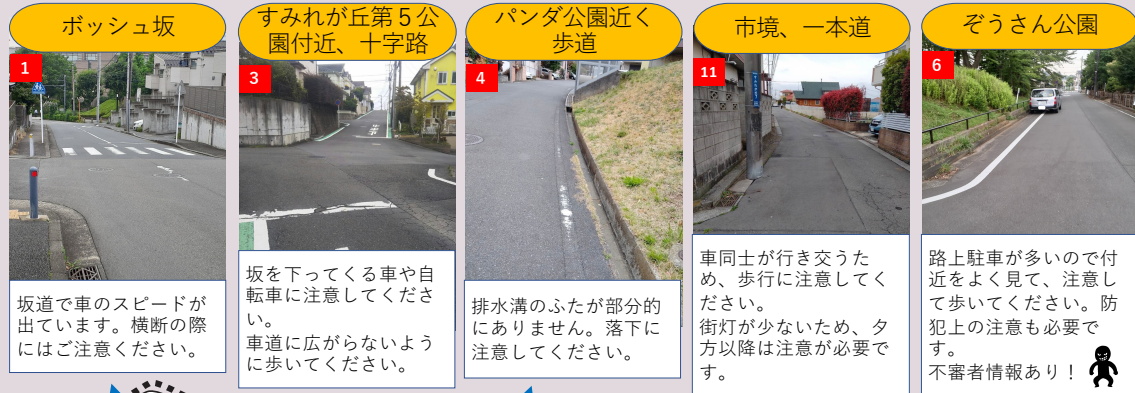 ボッシュ坂
1
坂道で車のスピードが
出ています。横断の際
にはご注意ください。
すみれが丘第5公
園付近、十字路
3
坂を下ってくる車や自
転車に注意してくださ
い。
車道に広がらないよう
に歩いてください。
パンダ公園近く
歩道
4
排水溝のふたが部分的
にありません。落下に
注意してください。
市境、一本道
11
車同士が行き交うた
め、歩行に注意してく
ださい。
街灯が少ないため、夕
方以降は注意が必要で
す。
ぞうさん公園
6
路上駐車が多いので付
近をよく見て、注意し
て歩いてください。防
犯上の注意も必要で
す。
不審者情報あり！